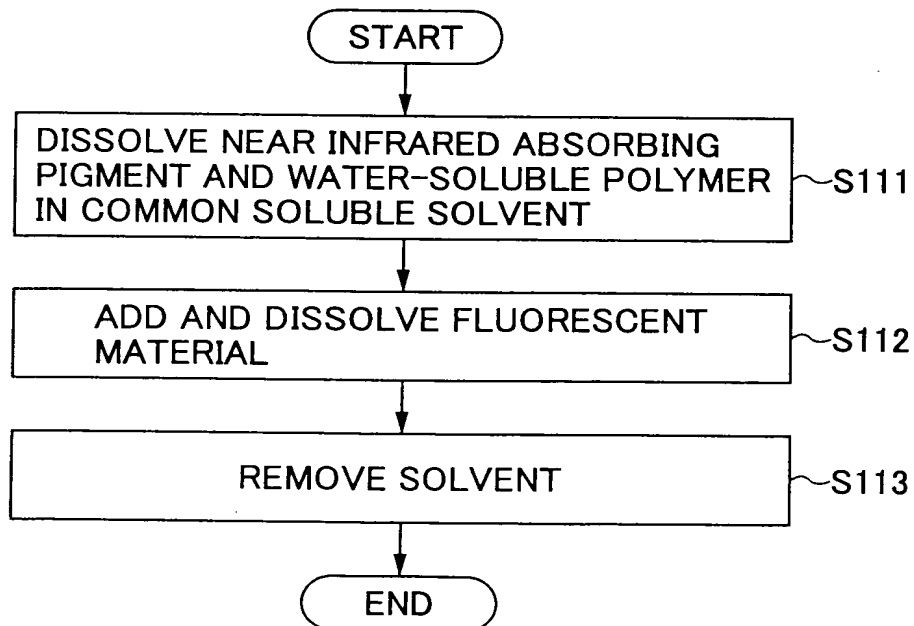 START
DISSOLVE NEAR INFRARED ABSORBING
PIGMENT AND WATER-SOLUBLE POLYMER
IN COMMON SOLUBLE SOLVENT
S111
ADD AND DISSOLVE FLUORESCENT
MATERIAL
S112
REMOVE SOLVENT
S113
END